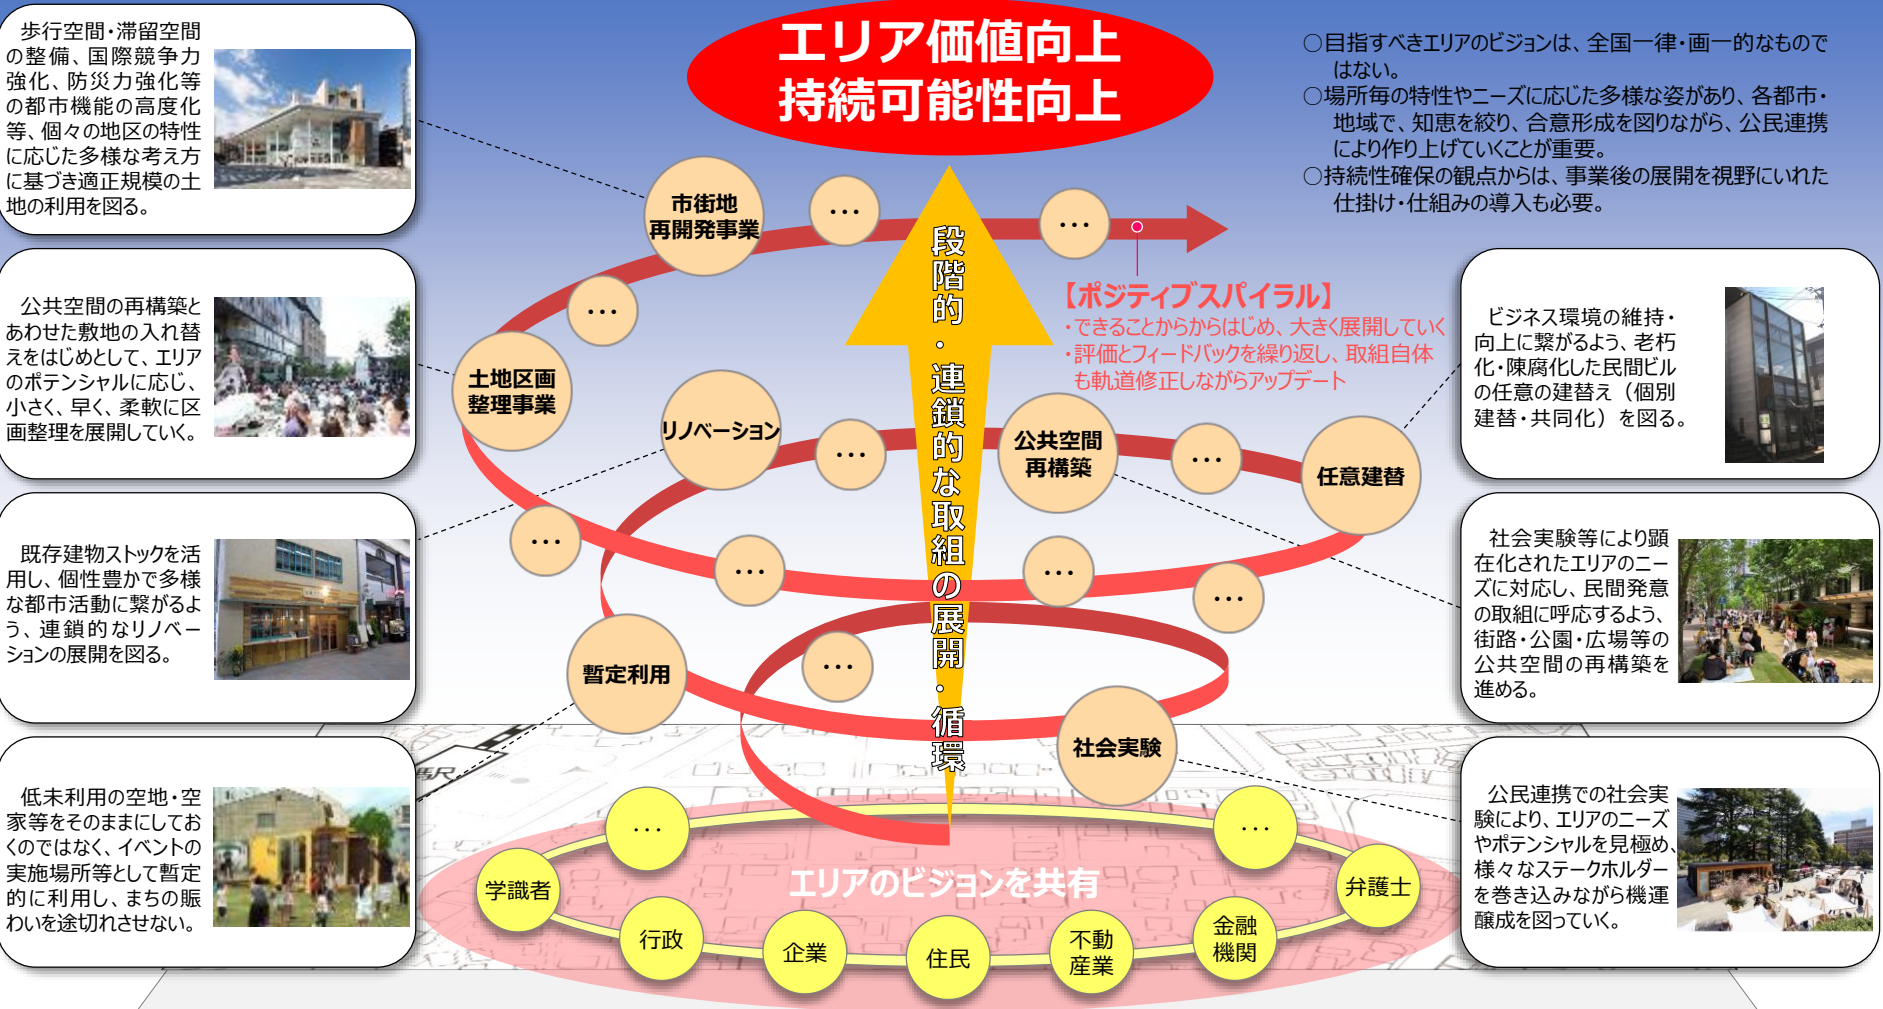 エリア価値向上
持続可能性向上
○目指すべきエリアのビジョンは、全国一律・画一的なもので
はない。
○場所毎の特性やニーズに応じた多様な姿があり、各都市・
地域で、知恵を絞り、合意形成を図りながら、公民連携
により作り上げていくことが重要。
○持続性確保の観点からは、事業後の展開を視野にいれた
仕掛け・仕組みの導入も必要。
歩行空間・滞留空間
の整備、国際競争力
強化、防災力強化等
の都市機能の高度化
等、個々の地区の特性
に応じた多様な考え方
に基づき適正規模の土
地の利用を図る。
公共空間の再構築と
あわせた敷地の入れ替
えをはじめとして、エリア
のポテンシャルに応じ、
小さく、早く、柔軟に区
画整理を展開していく。
既存建物ストックを活
用し、個性豊かで多様
な都市活動に繋がるよ
う、連鎖的なリノベー
ションの展開を図る。
低未利用の空地・空
家等をそのままにしてお
くのではなく、イベントの
実施場所等として暫定
的に利用し、まちの賑
わいを途切れさせない。
市街地
再開発事業
…
…
…
土地区画
整理事業
リノベーション
…
公共空間
再構築
…
任意建替
…
…
…
…
暫定利用
…
社会実験
段階的・連鎖的な取組の展開・循環
【ポジティブスパイラル】
・できることからからはじめ、大きく展開していく
・評価とフィードバックを繰り返し、取組自体
も軌道修正しながらアップデート
ビジネス環境の維持・
向上に繋がるよう、老朽
化・陳腐化した民間ビル
の任意の建替え（個別
建替・共同化）を図る。
社会実験等により顕
在化されたエリアのニー
ズに対応し、民間発意
の取組に呼応するよう、
街路・公園・広場等の
公共空間の再構築を
進める。
公民連携での社会実
験により、エリアのニーズ
やポテンシャルを見極め、
様々なステークホルダー
を巻き込みながら機運
醸成を図っていく。
…
…
エリアのビジョンを共有
学識者
行政
企業
住民
不動
産業
金融
機関
弁護士